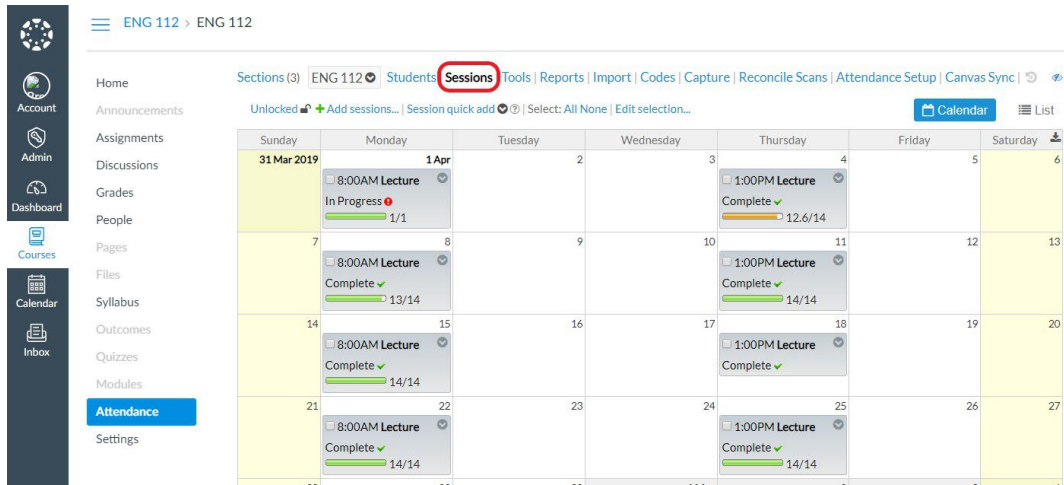 ENG 112 > ENG 112
Account
Admin
Dashboard
Courses
Calendar
Inbox
Home
Announcements
Assignments
Discussions
Grades
People
Pages
Files
Syllabus
Outcomes
Quizzes
Modules
Attendance
Settings
Sections (3) ENG 112 Students Sessions Tools | Reports | Import | Codes | Capture | Reconcile Scans | Attendance Setup | Canvas Sync |
Unlocked Add sessions... | Session quick add | Select: All None | Edit selection...
Calendar List
Sunday Monday Tuesday Wednesday Thursday Friday Saturday
31 Mar 2019 1 Apr 2 3 4 5 6
8:00AM Lecture 1:00PM Lecture
In Progress Complete
1/1 12.6/14
7 8 9 10 11 12 13
8:00AM Lecture 1:00PM Lecture
Complete Complete
13/14 14/14
14 15 16 17 18 19 20
8:00AM Lecture 1:00PM Lecture
Complete Complete
14/14
21 22 23 24 25 26 27
8:00AM Lecture 1:00PM Lecture
Complete Complete
14/14 14/14